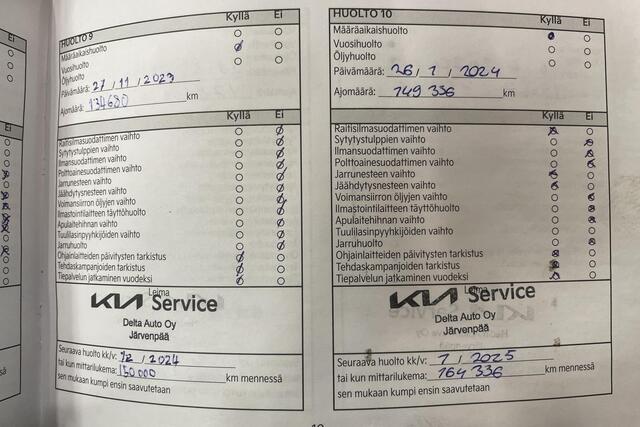 HUOLTO 9
Kyllä Ei
Määräaikaishuolto
Vuosihuolto
Öljyhuolto
Päivämäärä: 27 / 11 / 2023
Ajomäärä: 134680 km
Kyllä Ei
Raitisilmasuodattimen vaihto
Sytytystulppien vaihto
Ilmansuodattimen vaihto
Polttoainesuodattimen vaihto
Jarrunesteen vaihto
Jäähdytysnesteen vaihto
Voimansiirron öljyjen vaihto
Ilmastointilaitteen täyttöhuolto
Apulaitehihnan vaihto
Tuulilasinpyyhkijöiden vaihto
Jarruhuolto
Ohjainlaitteiden päivitysten tarkistus
Tehdaskampanjoiden tarkistus
Tiepalvelun jatkaminen vuodeksi
Leima
KIA Service
Delta Auto Oy
Järvenpää
Seuraava huolto kk/v: 12 / 2024
tai kun mittarilukema: 150000 km mennessä
sen mukaan kumpi ensin saavutetaan
HUOLTO 10
Kyllä Ei
Määräaikaishuolto
Vuosihuolto
Öljyhuolto
Päivämäärä: 26 / 1 / 2024
Ajomäärä: 149 336 km
Kyllä Ei
Raitisilmasuodattimen vaihto
Sytytystulppien vaihto
Ilmansuodattimen vaihto
Polttoainesuodattimen vaihto
Jarrunesteen vaihto
Jäähdytysnesteen vaihto
Voimansiirron öljyjen vaihto
Ilmastointilaitteen täyttöhuolto
Apulaitehihnan vaihto
Tuulilasinpyyhkijöiden vaihto
Jarruhuolto
Ohjainlaitteiden päivitysten tarkistus
Tehdaskampanjoiden tarkistus
Tiepalvelun jatkaminen vuodeksi
Leima
KIA Service
Delta Auto Oy
Järvenpää
Seuraava huolto kk/v: 1 / 2025
tai kun mittarilukema: 164 336 km mennessä
sen mukaan kumpi ensin saavutetaan
Ei